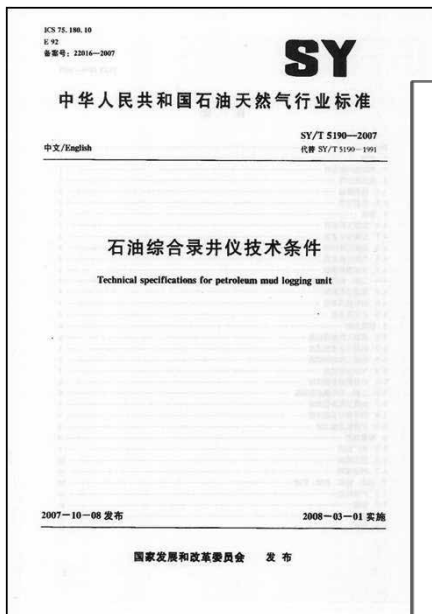 ICS 75.180.10
E 92
备案号：22016—2007
SY
中华人民共和国石油天然气行业标准
SY/T 5190—2007
中文/English
代替 SY/T 5190—1991
石油综合录井仪技术条件
Technical specifications for petroleum mud logging unit
2007—10—08 发布
2008—03—01 实施
国家发展和改革委员会 发布